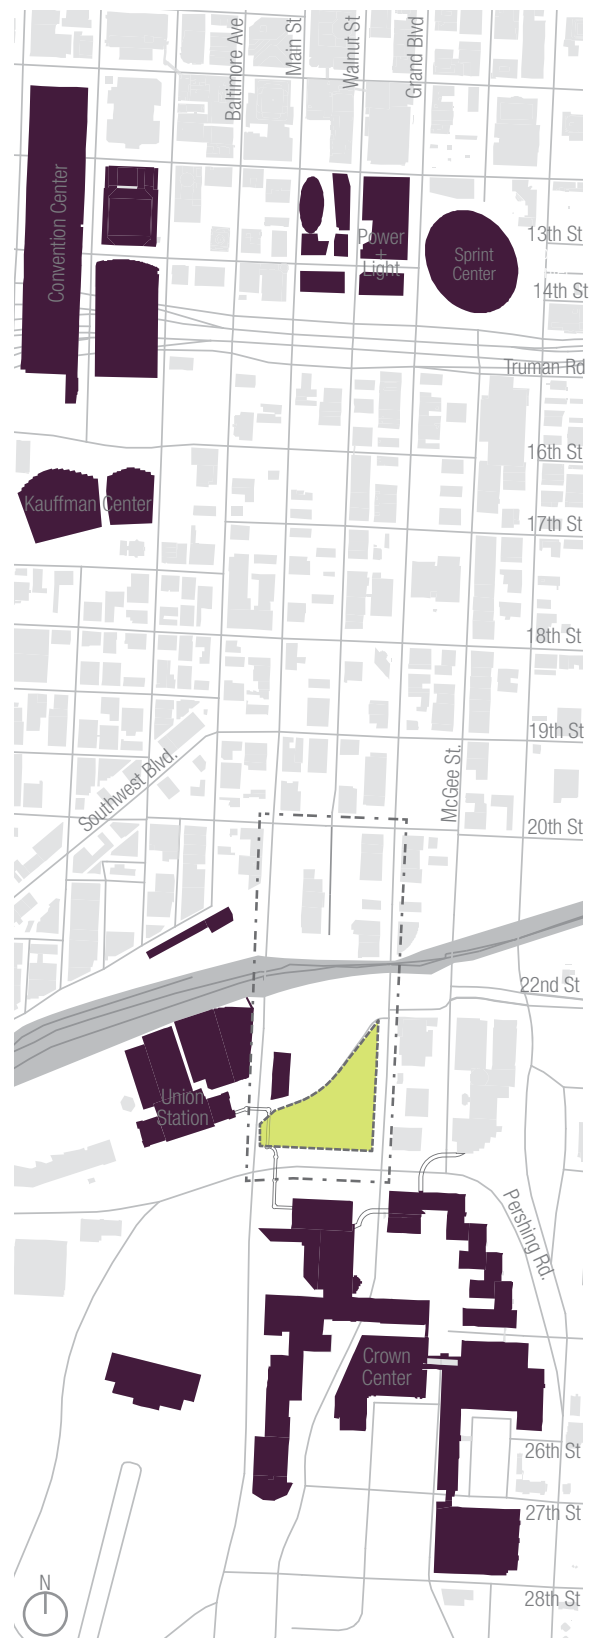 Baltimore Ave
Main St
Walnut St
Grand Blvd
Convention Center
Power
+
Light
Sprint
Center
13th St
14th St
Truman Rd
16th St
Kauffman Center
17th St
18th St
19th St
Southwest Blvd.
McGee St.
20th St
22nd St
Union
Station
Pershing Rd.
Crown
Center
26th St
27th St
N
28th St